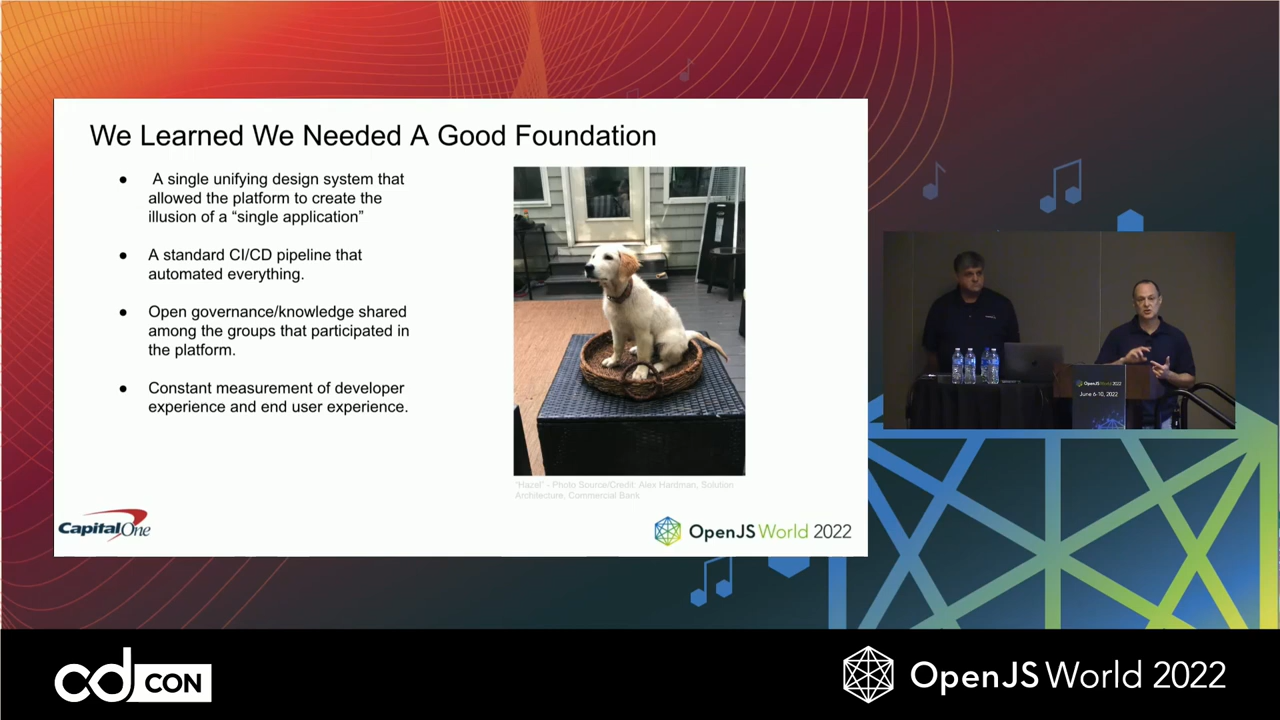 We Learned We Needed A Good Foundation
● A single unifying design system that
allowed the platform to create the
illusion of a “single application”
● A standard CI/CD pipeline that
automated everything.
● Open governance/knowledge shared
among the groups that participated in
the platform.
● Constant measurement of developer
experience and end user experience.
"Hazel" - Photo Source/Credit: Alex Hardman, Solution
Architecture, Commercial Bank
CapitalOne
OpenJS World 2022
OpenJS World 2022
June 6-10, 2022
cd CON
OpenJS World 2022